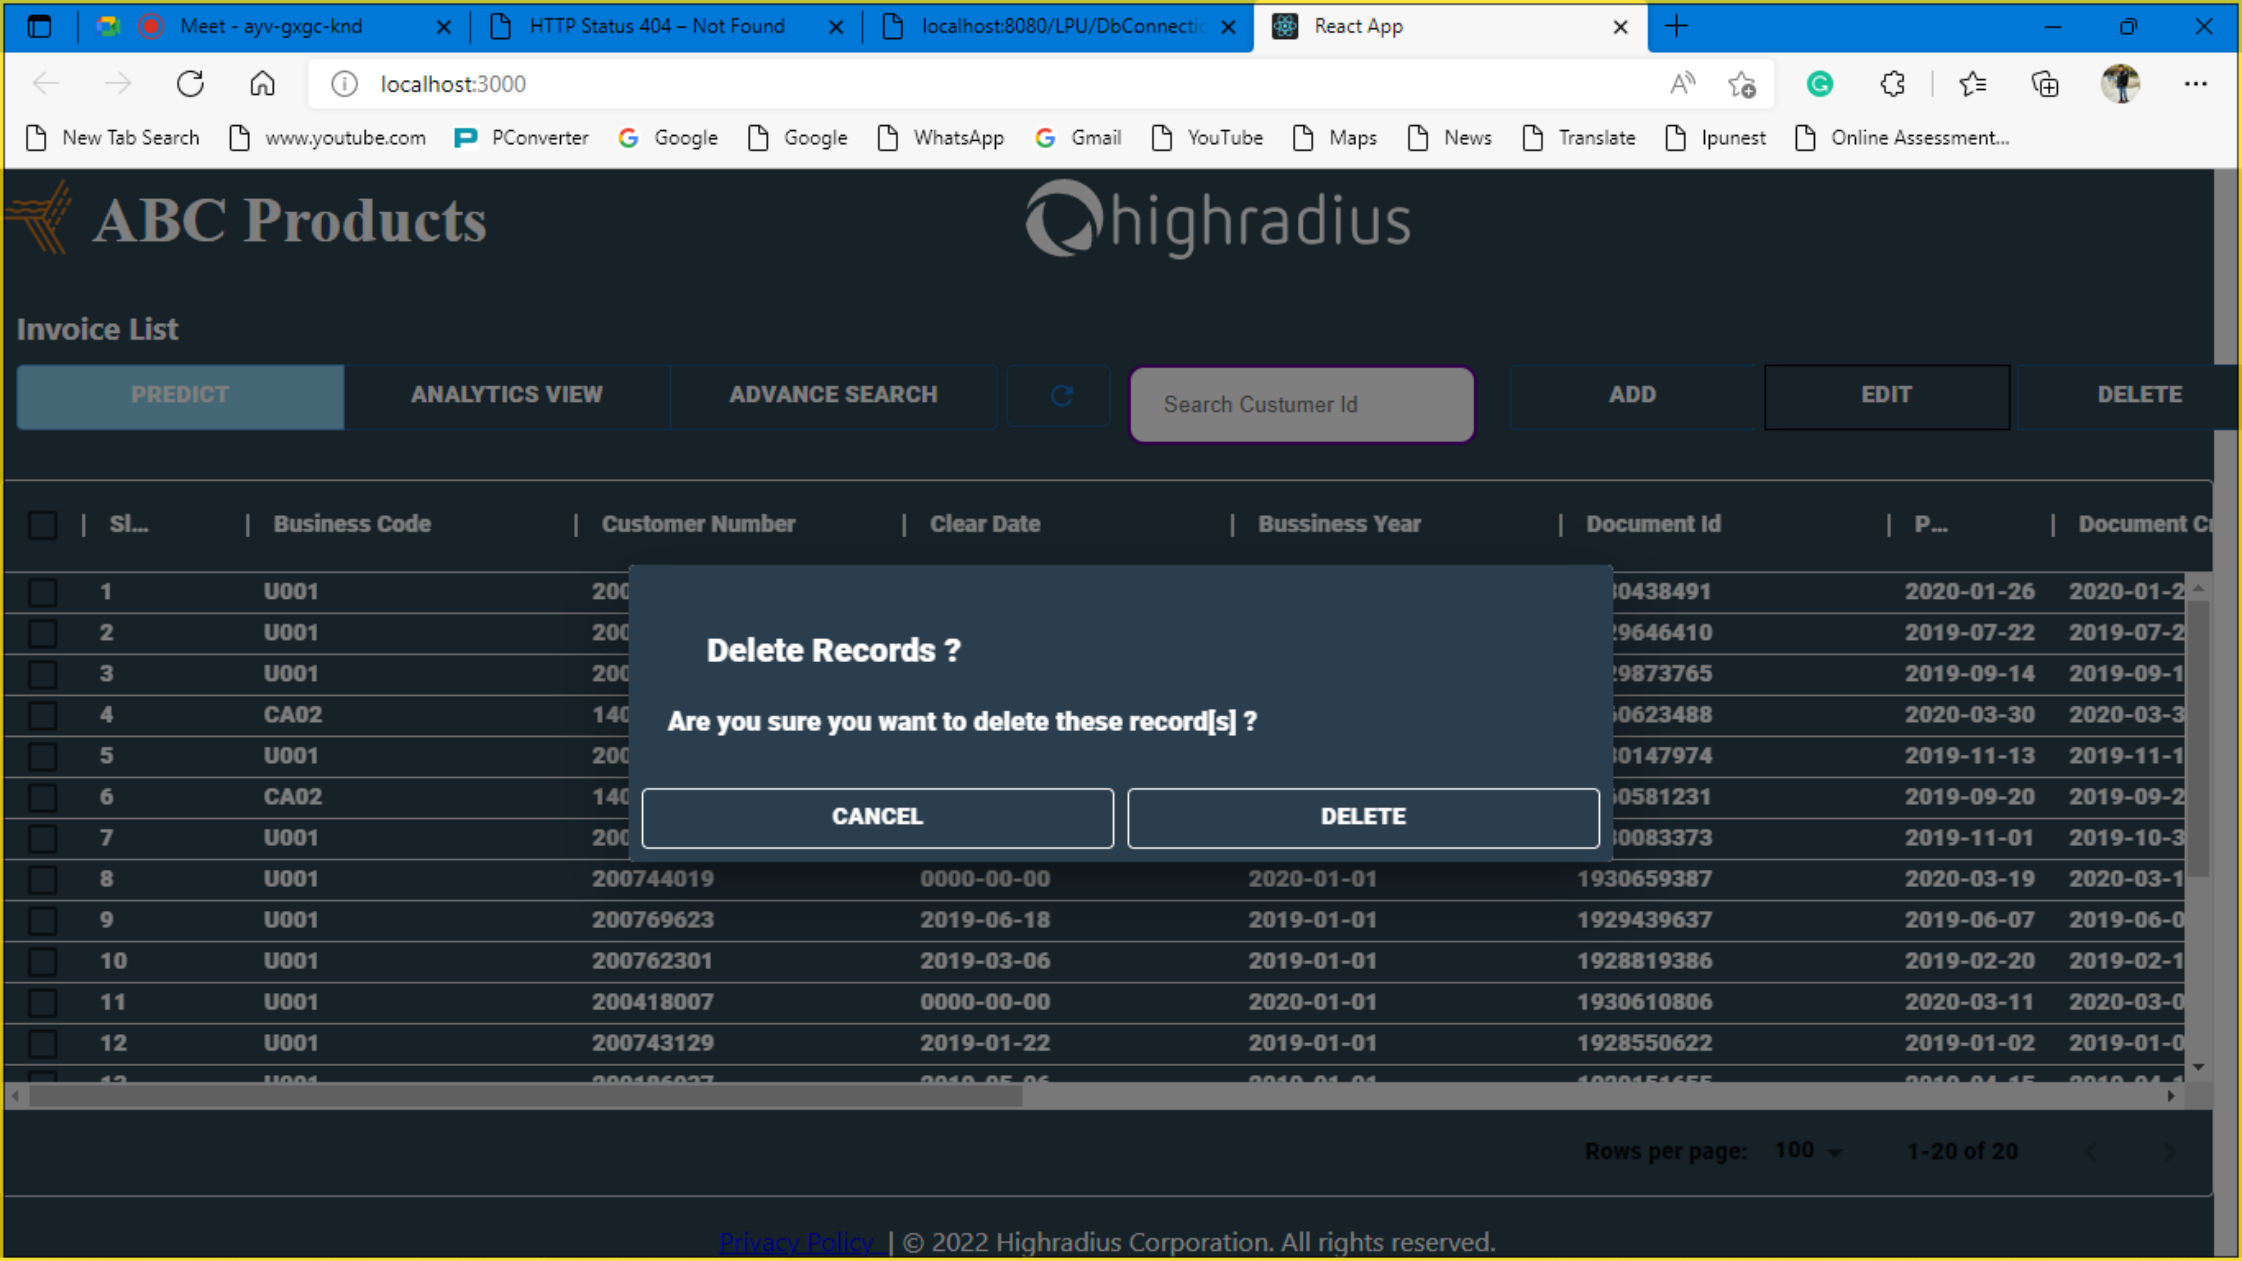 Meet - ayv-gxgc-knd HTTP Status 404 – Not Found localhost:8080/LPU/DbConnectic React App
localhost:3000
New Tab Search www.youtube.com PConverter Google Google WhatsApp Gmail YouTube Maps News Translate Ipunest Online Assessment...
ABC Products highradius
Invoice List
PREDICT ANALYTICS VIEW ADVANCE SEARCH Search Custumer Id ADD EDIT DELETE
Sl... Business Code Customer Number Clear Date Bussiness Year Document Id P... Document Cr
1 U001 200 30438491 2020-01-26 2020-01-2
2 U001 200 29646410 2019-07-22 2019-07-2
3 U001 200 29873765 2019-09-14 2019-09-1
4 CA02 140 60623488 2020-03-30 2020-03-3
5 U001 200 30147974 2019-11-13 2019-11-1
6 CA02 140 60581231 2019-09-20 2019-09-2
7 U001 200 30083373 2019-11-01 2019-10-3
Delete Records ?
Are you sure you want to delete these record[s] ?
CANCEL DELETE
8 U001 200744019 0000-00-00 2020-01-01 1930659387 2020-03-19 2020-03-1
9 U001 200769623 2019-06-18 2019-01-01 1929439637 2019-06-07 2019-06-0
10 U001 200762301 2019-03-06 2019-01-01 1928819386 2019-02-20 2019-02-1
11 U001 200418007 0000-00-00 2020-01-01 1930610806 2020-03-11 2020-03-0
12 U001 200743129 2019-01-22 2019-01-01 1928550622 2019-01-02 2019-01-0
Rows per page: 100 1-20 of 20
Privacy Policy | © 2022 Highradius Corporation. All rights reserved.